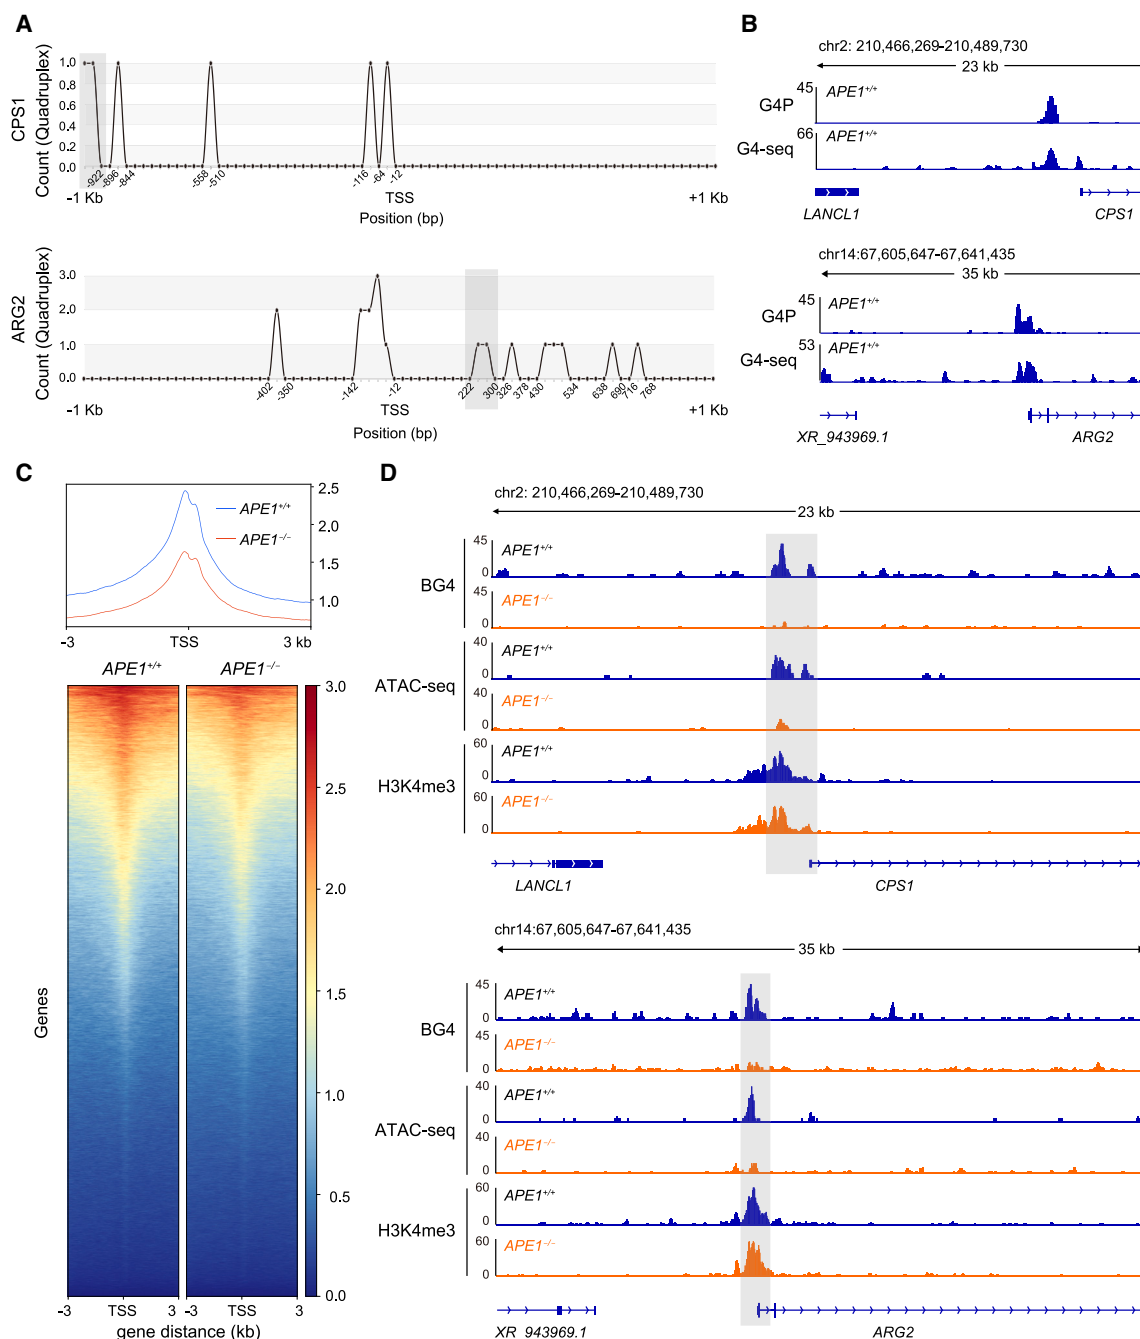 A
CPS1
Count (Quadruplex)
1.0
0.8
0.6
0.4
0.2
0.0
-922
-896
-844
-558
-510
-116
-64
-12
-1 Kb
TSS
+1 Kb
Position (bp)
ARG2
Count (Quadruplex)
3.0
2.0
1.0
0.0
-402
-350
-142
-12
222
300
326
378
430
534
638
690
716
768
-1 Kb
TSS
+1 Kb
Position (bp)
B
chr2: 210,466,269-210,489,730
23 kb
G4P
45
APE1+/+
G4-seq
66
APE1+/+
LANCL1
CPS1
chr14:67,605,647-67,641,435
35 kb
G4P
45
APE1+/+
G4-seq
53
APE1+/+
XR_943969.1
ARG2
C
APE1+/+
APE1−/−
2.5
2.0
1.5
1.0
-3
TSS
3 kb
APE1+/+
APE1−/−
Genes
3.0
2.5
2.0
1.5
1.0
0.5
0.0
-3
TSS
3
-3
TSS
3
gene distance (kb)
D
chr2: 210,466,269-210,489,730
23 kb
BG4
45
0
APE1+/+
45
0
APE1−/−
ATAC-seq
40
0
APE1+/+
40
0
APE1−/−
H3K4me3
60
0
APE1+/+
60
0
APE1−/−
LANCL1
CPS1
chr14:67,605,647-67,641,435
35 kb
BG4
45
0
APE1+/+
45
0
APE1−/−
ATAC-seq
40
0
APE1+/+
40
0
APE1−/−
H3K4me3
60
0
APE1+/+
60
0
APE1−/−
XR_943969.1
ARG2